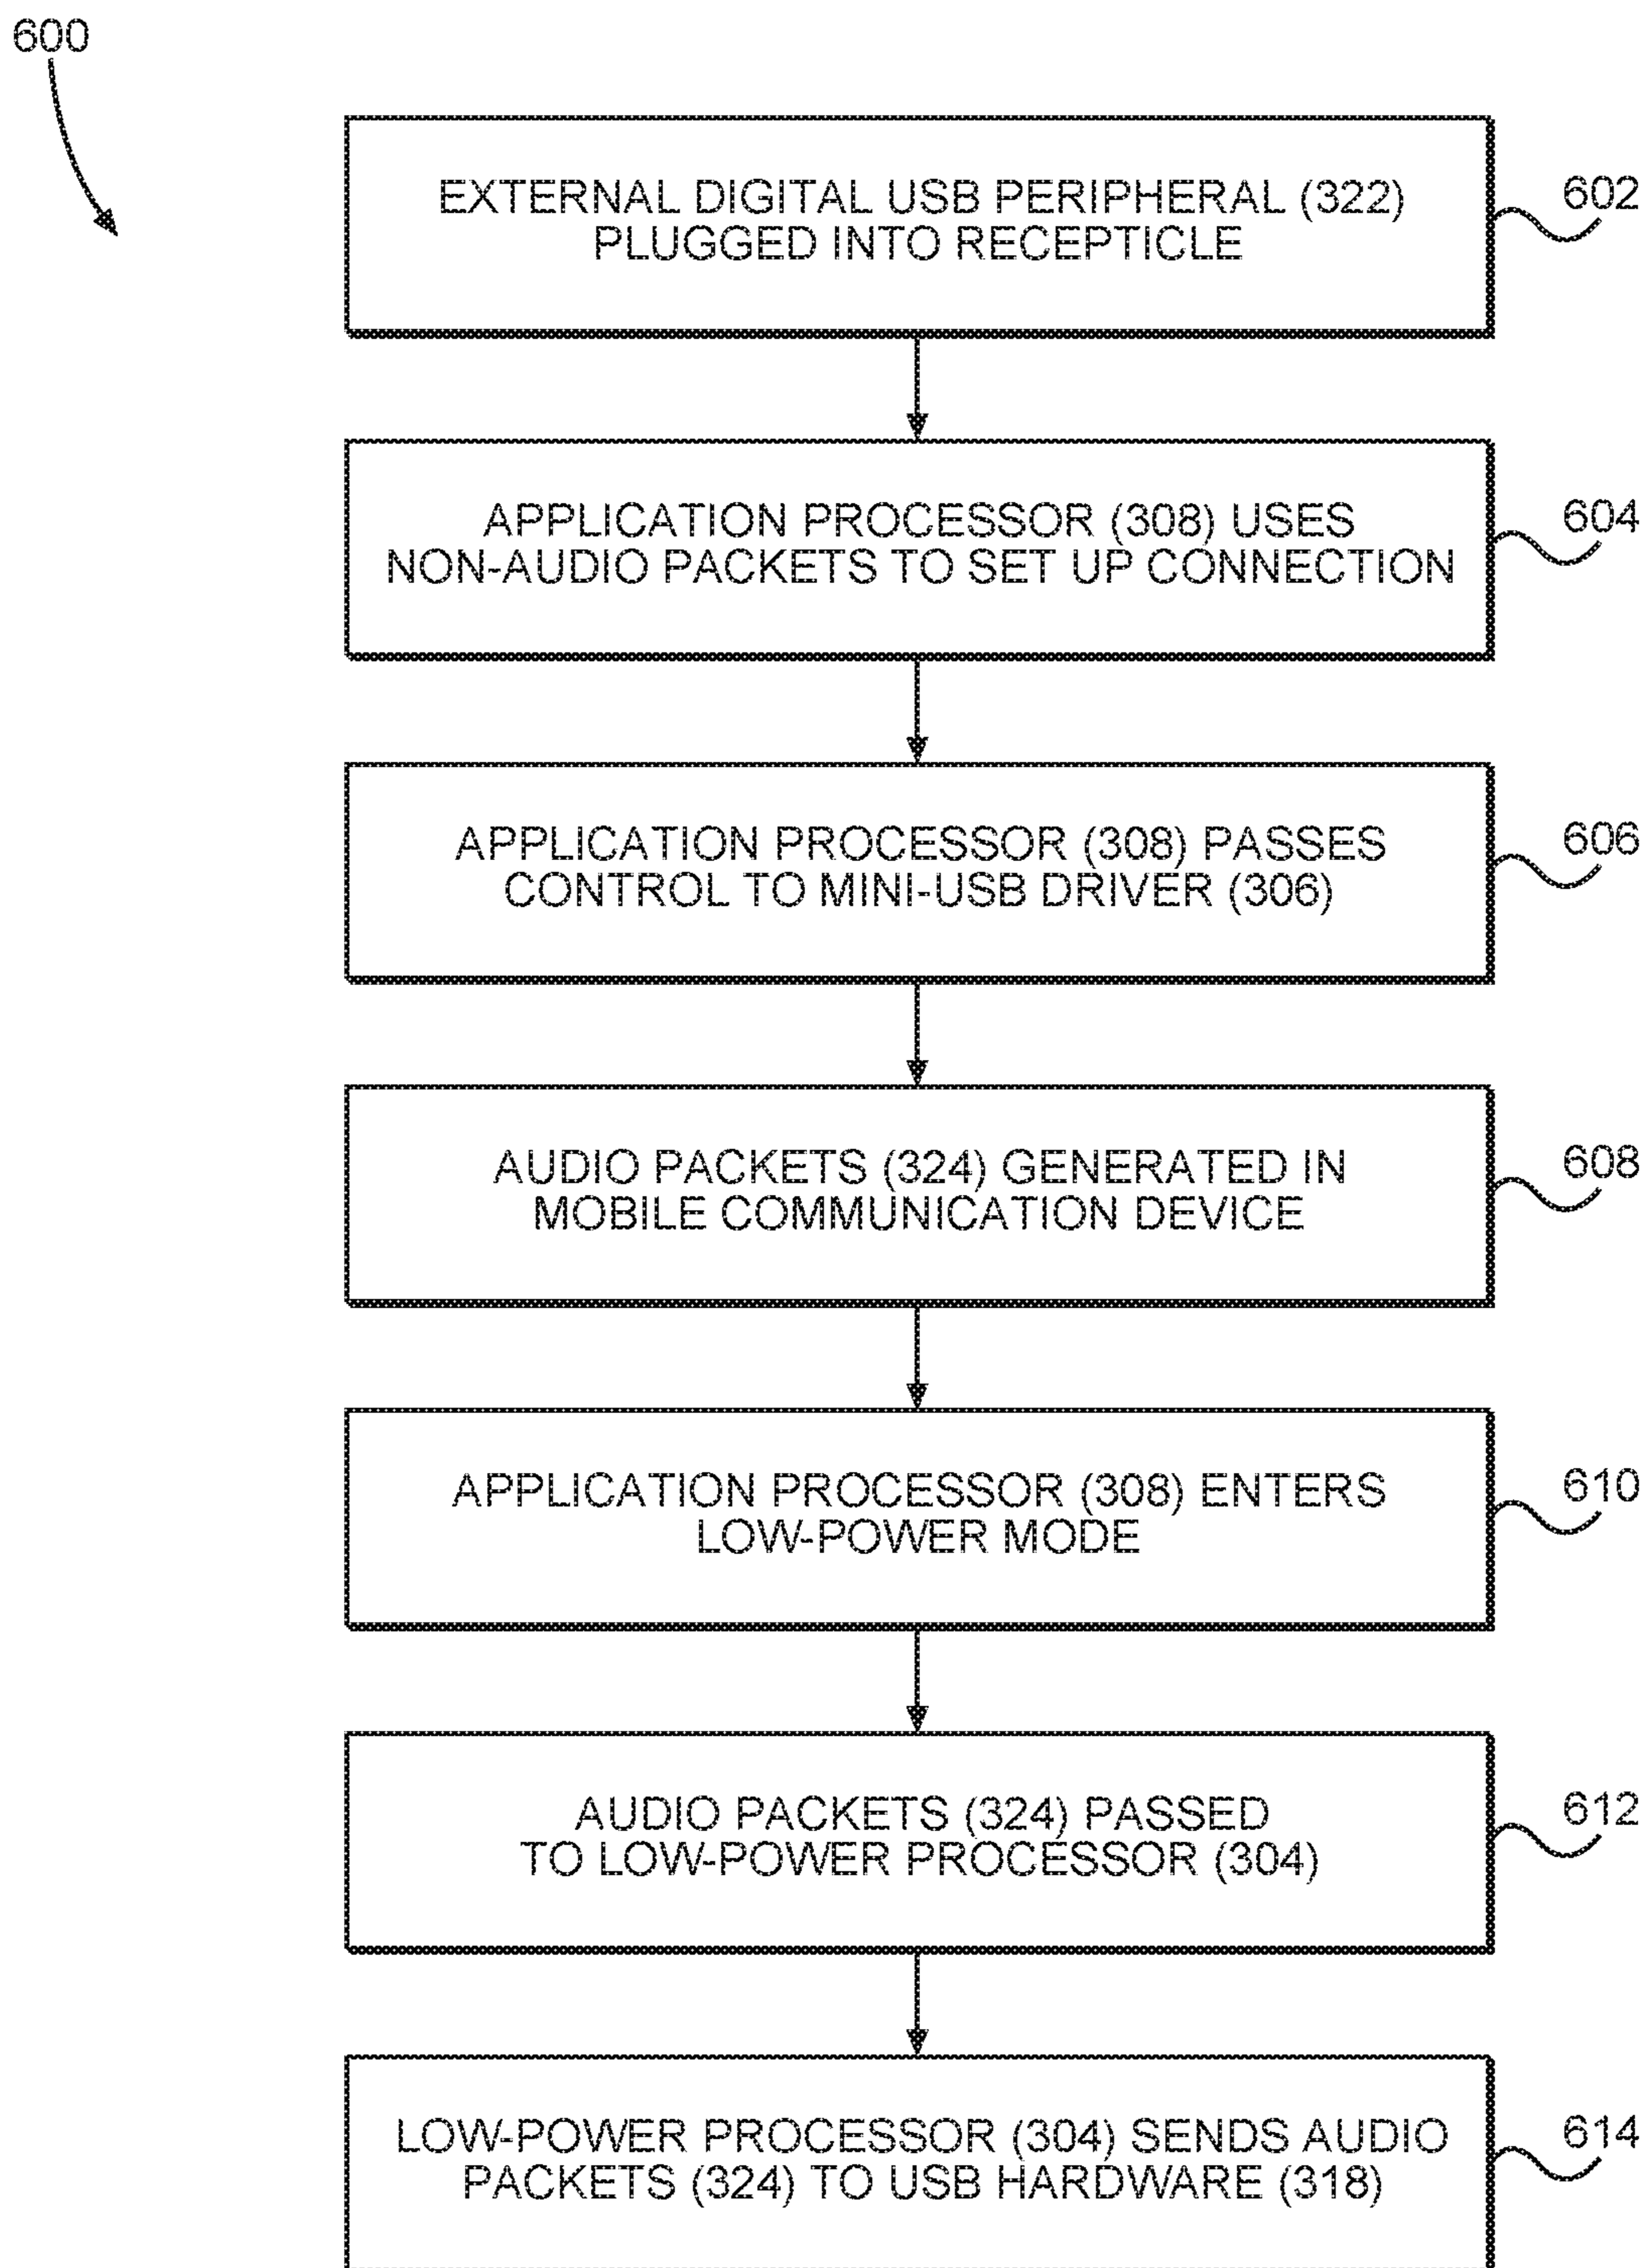 600
EXTERNAL DIGITAL USB PERIPHERAL (322)
PLUGGED INTO RECEPTICLE
602
APPLICATION PROCESSOR (308) USES
NON-AUDIO PACKETS TO SET UP CONNECTION
604
APPLICATION PROCESSOR (308) PASSES
CONTROL TO MINI-USB DRIVER (306)
606
AUDIO PACKETS (324) GENERATED IN
MOBILE COMMUNICATION DEVICE
608
APPLICATION PROCESSOR (308) ENTERS
LOW-POWER MODE
610
AUDIO PACKETS (324) PASSED
TO LOW-POWER PROCESSOR (304)
612
LOW-POWER PROCESSOR (304) SENDS AUDIO
PACKETS (324) TO USB HARDWARE (318)
614